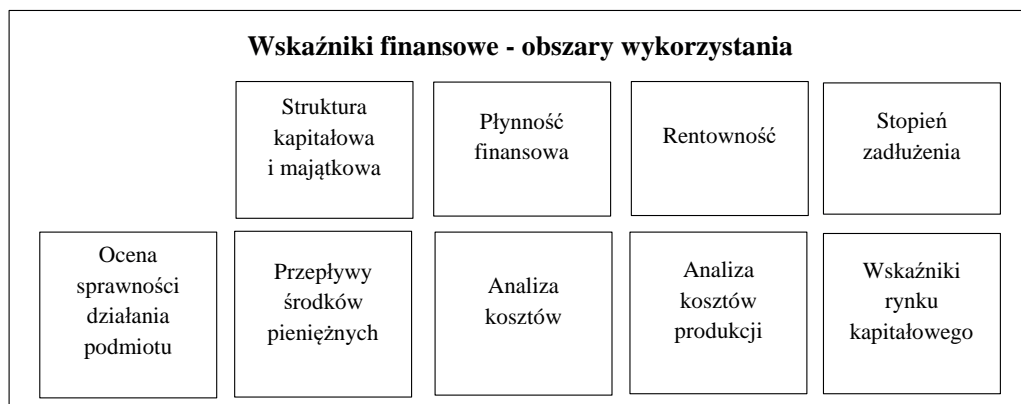 Wskaźniki finansowe - obszary wykorzystania
Struktura
kapitałowa
i majątkowa
Płynność
finansowa
Rentowność
Stopień
zadłużenia
Ocena
sprawności
działania
podmiotu
Przepływy
środków
pieniężnych
Analiza
kosztów
Analiza
kosztów
produkcji
Wskaźniki
rynku
kapitałowego